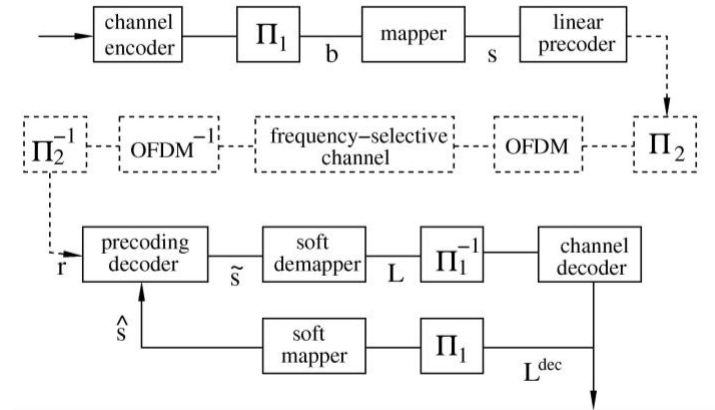 channel
encoder
Π₁
b
mapper
s
linear
precoder
Π₂⁻¹
OFDM⁻¹
frequency–selective
channel
OFDM
Π₂
r
precoding
decoder
s̃
soft
demapper
L
Π₁⁻¹
channel
decoder
ŝ
soft
mapper
Π₁
Lᵈᵉᶜ